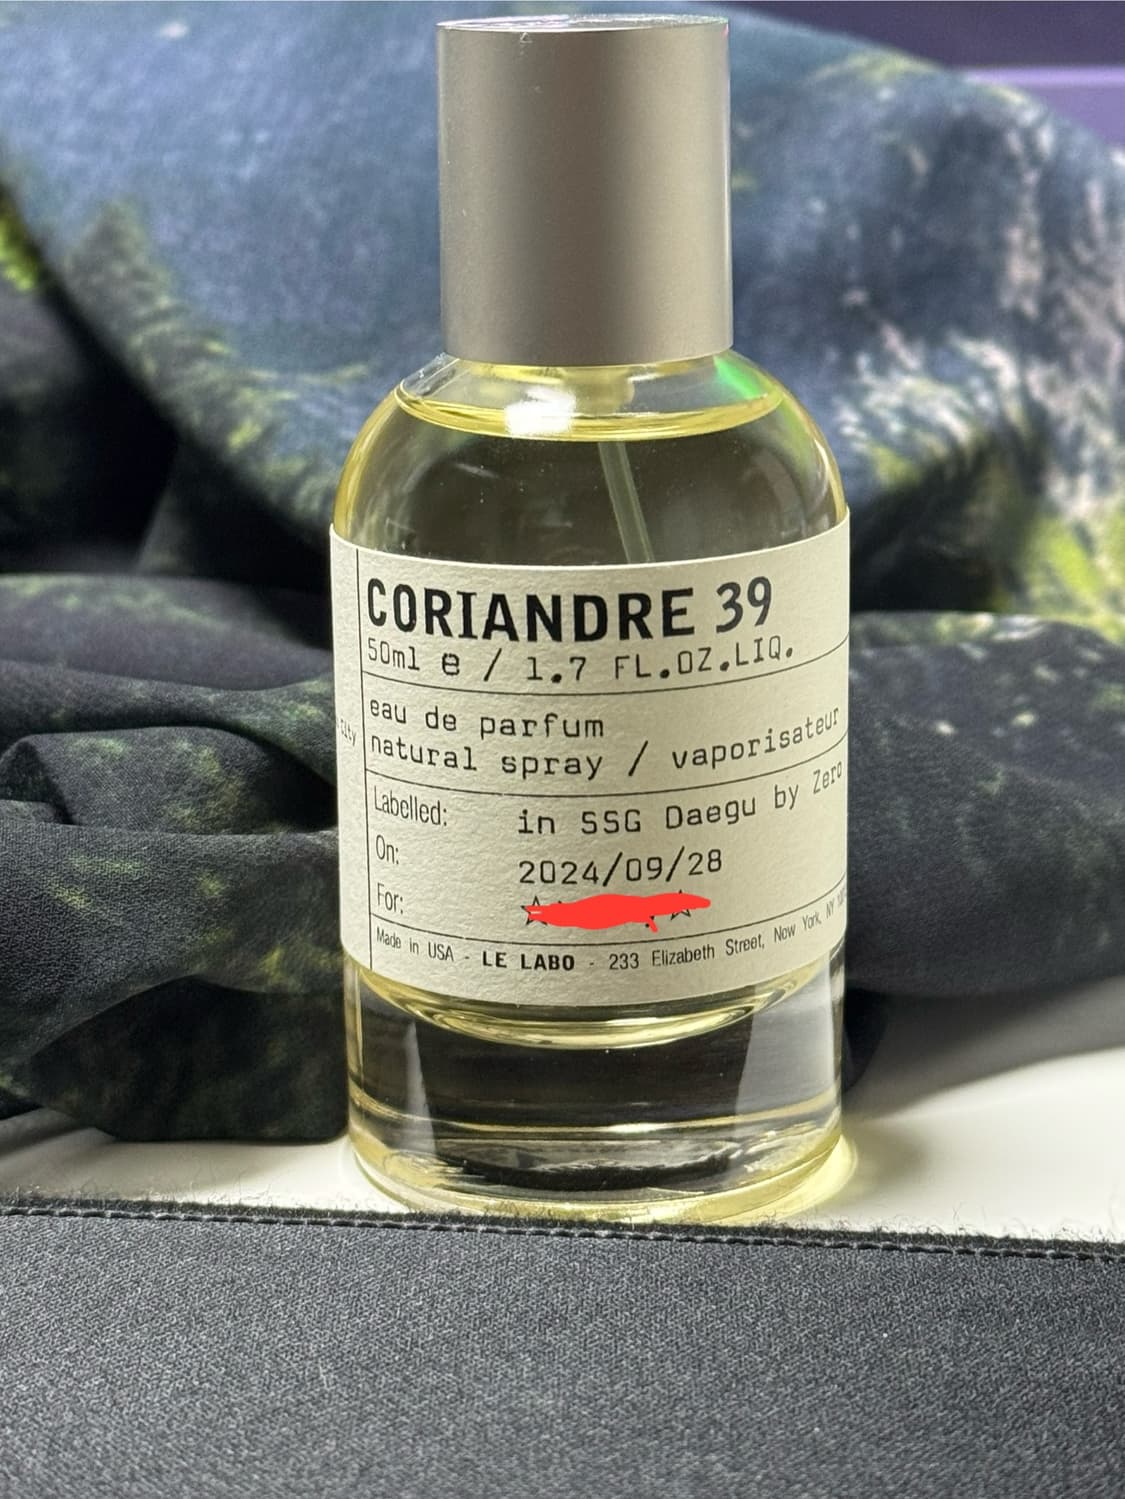 CORIANDRE 39
50ml e / 1.7 FL.OZ.LIQ.
eau de parfum
natural spray / vaporisateur
Labelled: in SSG Daegu by Zero
On: 2024/09/28
For: ☆ ☆
Made in USA - LE LABO - 233 Elizabeth Street, New York, NY
City